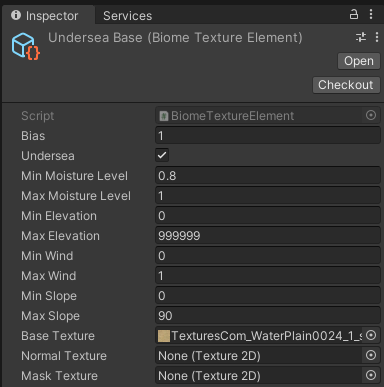 Inspector Services
Undersea Base (Biome Texture Element)
Open
Checkout
Script BiomeTextureElement
Bias 1
Undersea
Min Moisture Level 0.8
Max Moisture Level 1
Min Elevation 0
Max Elevation 999999
Min Wind 0
Max Wind 1
Min Slope 0
Max Slope 90
Base Texture TexturesCom_WaterPlain0024_1_s
Normal Texture None (Texture 2D)
Mask Texture None (Texture 2D)